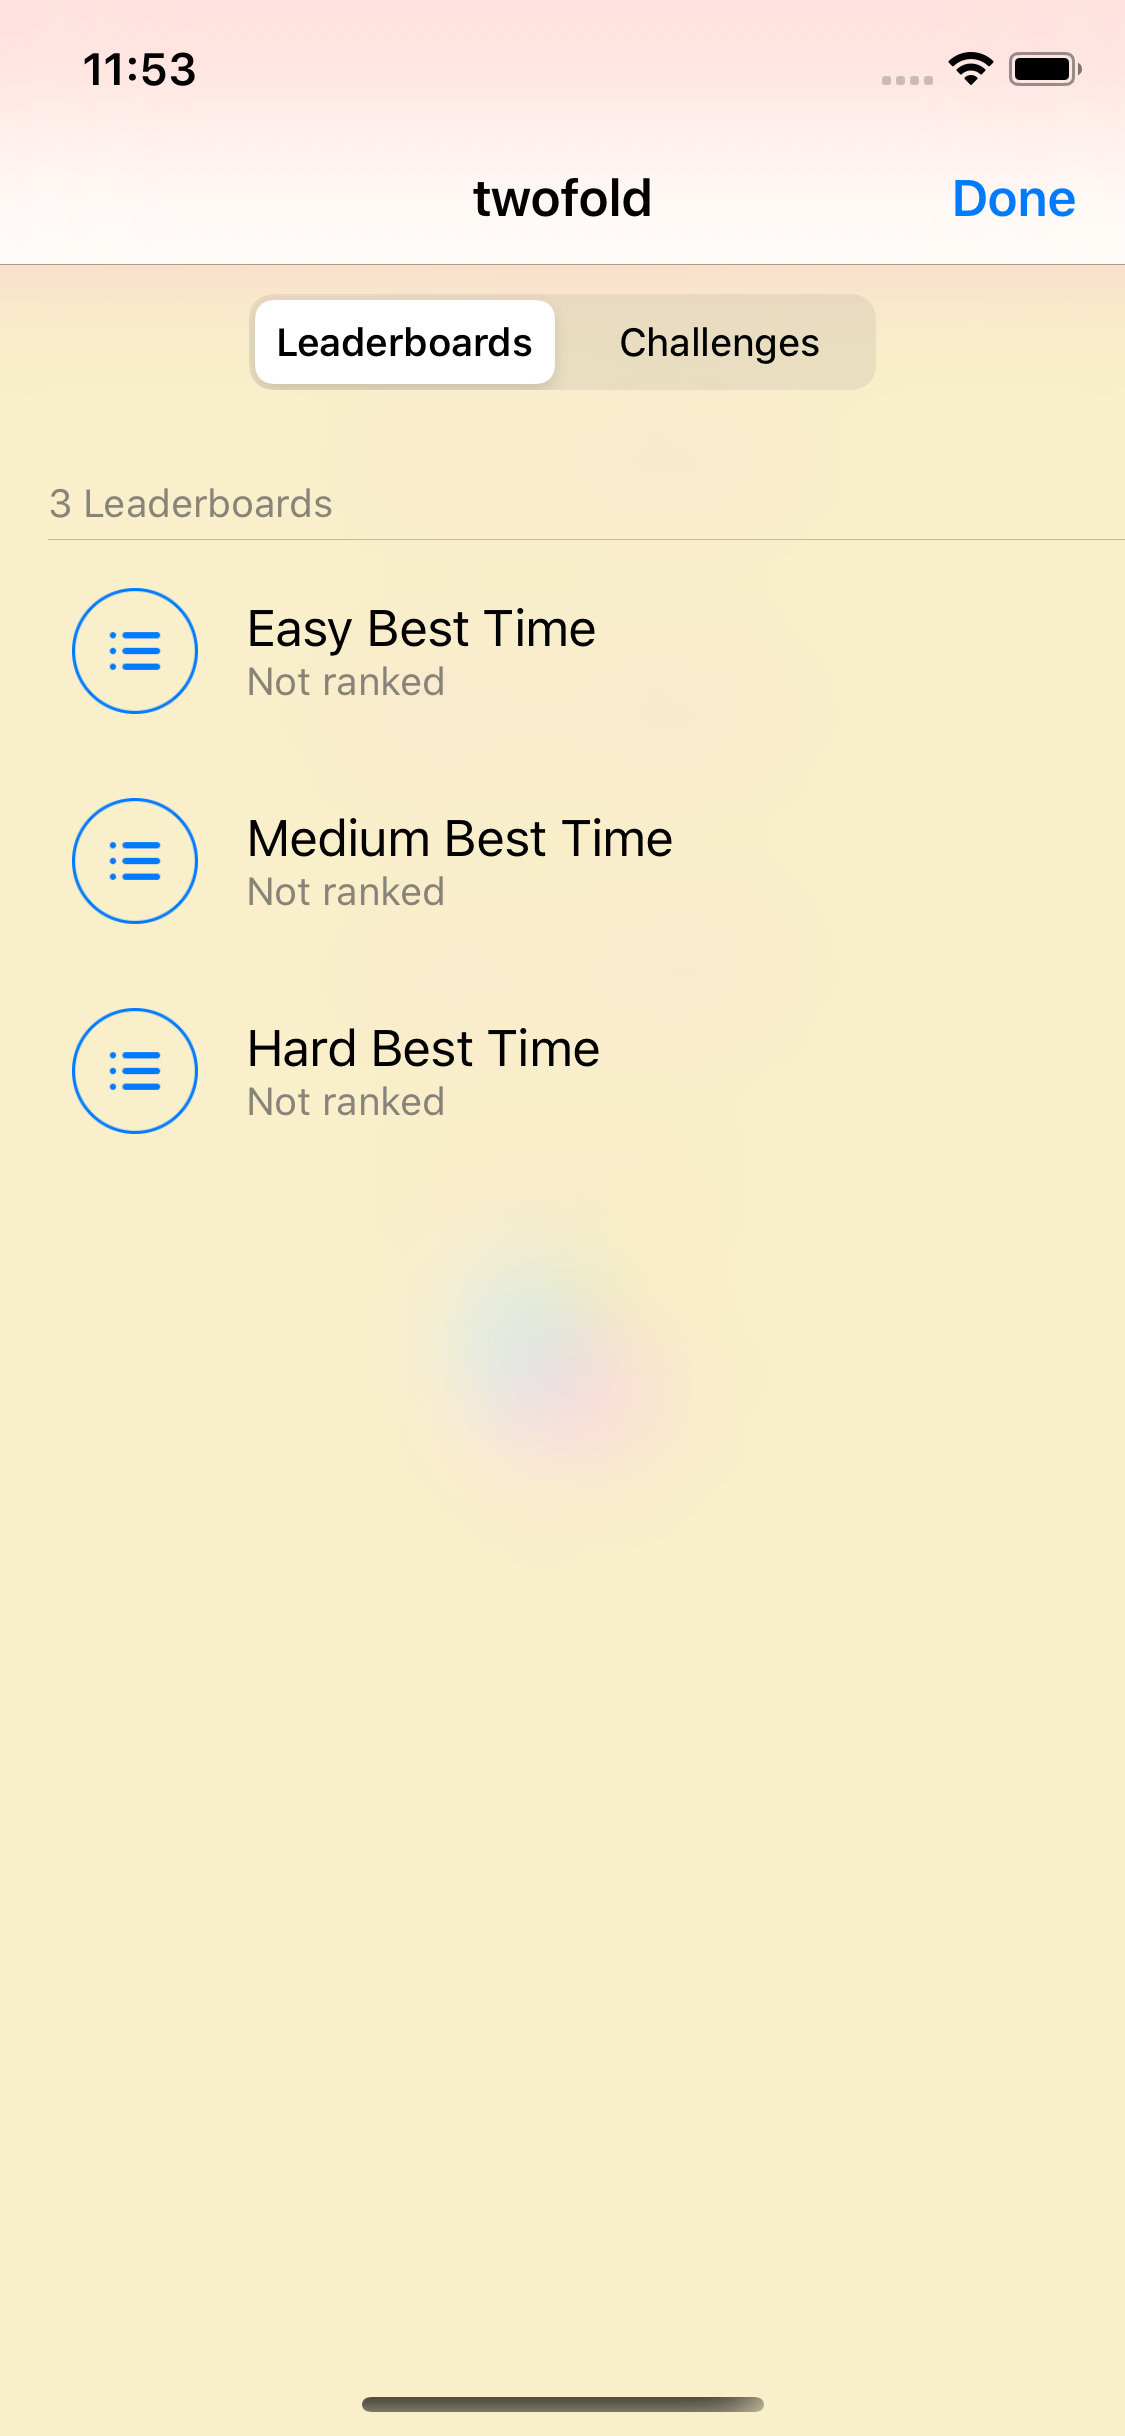 11:53
twofold
Done
Leaderboards
Challenges
3 Leaderboards
Easy Best Time
Not ranked
Medium Best Time
Not ranked
Hard Best Time
Not ranked